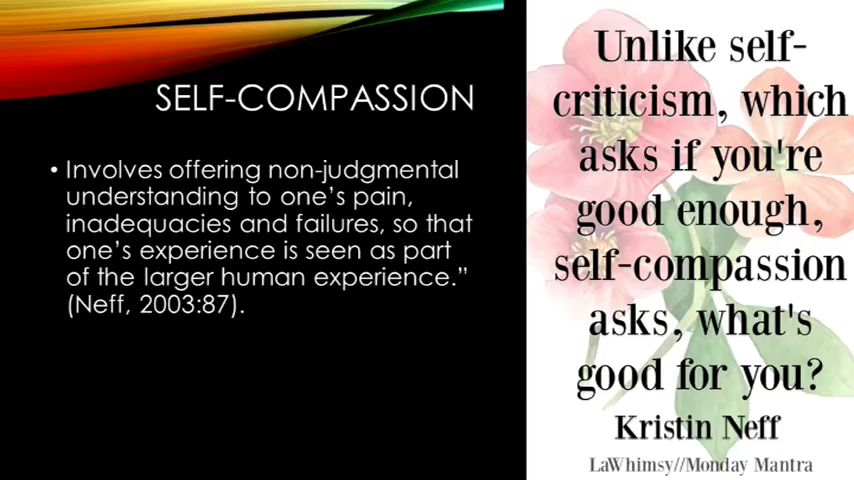 SELF-COMPASSION
• Involves offering non-judgmental
understanding to one’s pain,
inadequacies and failures, so that
one’s experience is seen as part
of the larger human experience.”
(Neff, 2003:87).
Unlike self-
criticism, which
asks if you're
good enough,
self-compassion
asks, what's
good for you?
Kristin Neff
LaWhimsy//Monday Mantra